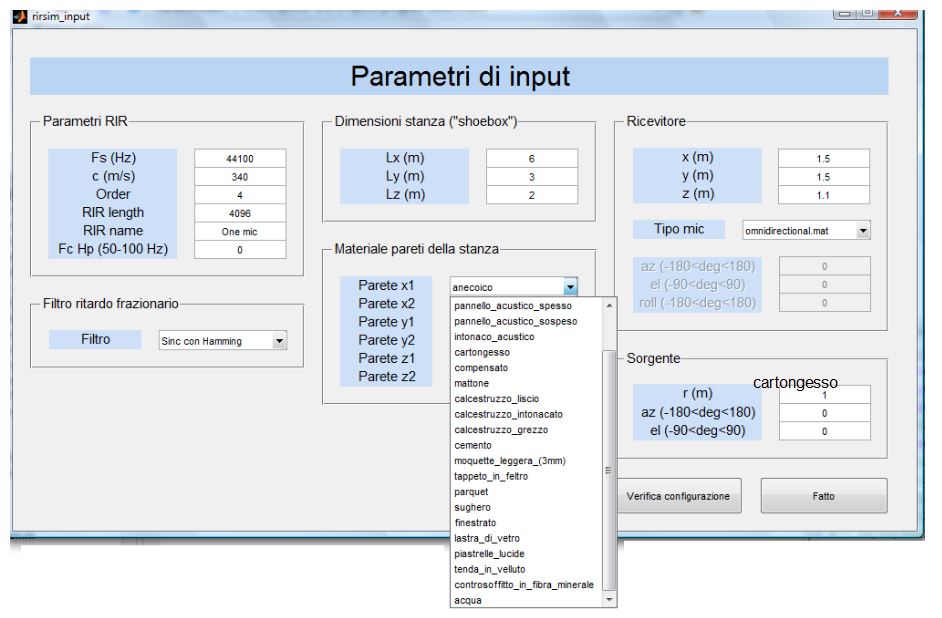 rirsim_input
Parametri di input
Parametri RIR
Fs (Hz) 44100
c (m/s) 340
Order 4
RIR length 4096
RIR name One mic
Fc Hp (50-100 Hz) 0
Filtro ritardo frazionario
Filtro Sinc con Hamming
Dimensioni stanza ("shoebox")
Lx (m) 6
Ly (m) 3
Lz (m) 2
Materiale pareti della stanza
Parete x1 anecoico
Parete x2
Parete y1
Parete y2
Parete z1
Parete z2
pannello_acustico_spesso
pannello_acustico_sospeso
intonaco_acustico
cartongesso
compensato
mattone
calcestruzzo_liscio
calcestruzzo_intonacato
calcestruzzo_grezzo
cemento
moquette_leggera_(3mm)
tappeto_in_feltro
parquet
sughero
finestrato
lastra_di_vetro
piastrelle_lucide
tenda_in_velluto
controsoffitto_in_fibra_minerale
acqua
Ricevitore
x (m) 1.5
y (m) 1.5
z (m) 1.1
Tipo mic omnidirectional.mat
az (-180<deg<180) 0
el (-90<deg<90) 0
roll (-180<deg<180) 0
Sorgente
cartongesso
r (m) 1
az (-180<deg<180) 0
el (-90<deg<90) 0
Verifica configurazione
Fatto